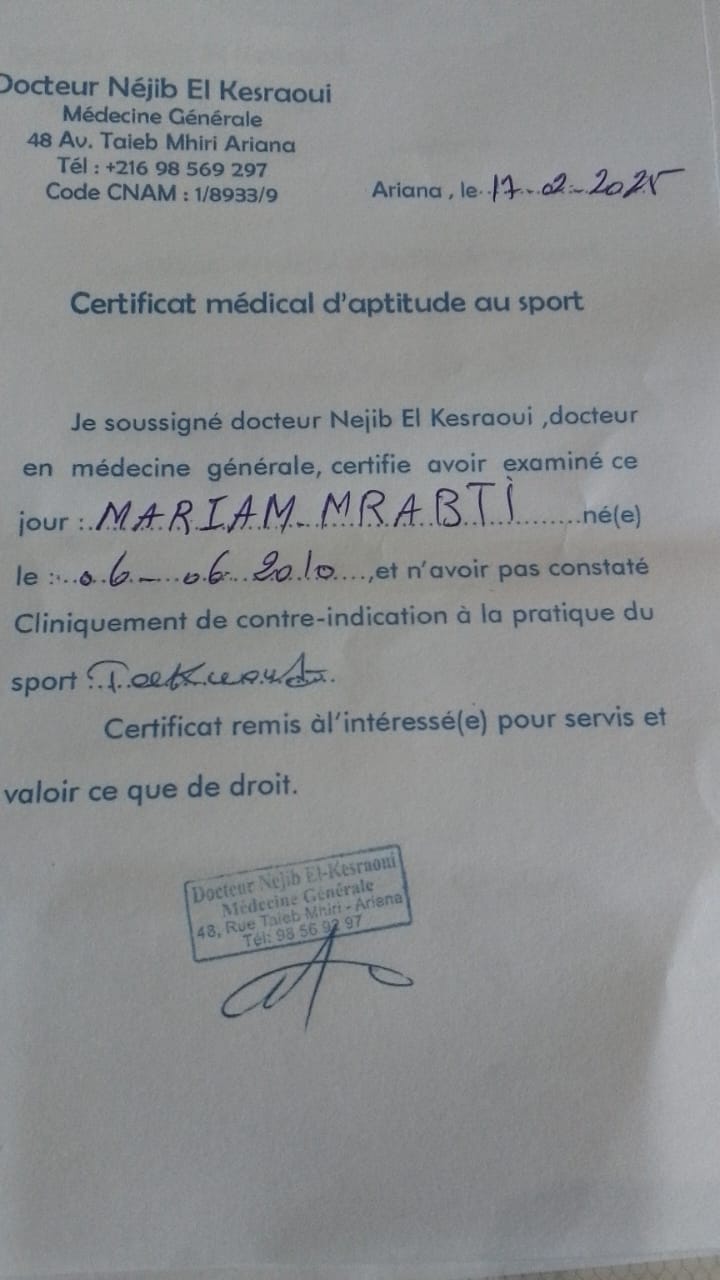 Docteur Néjib El Kesraoui
Médecine Générale
48 Av. Taieb Mhiri Ariana
Tél : +216 98 569 297
Code CNAM : 1/8933/9
Ariana , le 17-02-2025
Certificat médical d'aptitude au sport
Je soussigné docteur Nejib El Kesraoui ,docteur
en médecine générale, certifie avoir examiné ce
jour : MARIAM MRABTI né(e)
le : 06-06 2010 ,et n'avoir pas constaté
Cliniquement de contre-indication à la pratique du
sport
Certificat remis àl'intéressé(e) pour servis et
valoir ce que de droit.
Docteur Nejib El-Kesraoui
Médecine Générale
48, Rue Taieb Mhiri - Ariana
Tél: 98 56 92 97